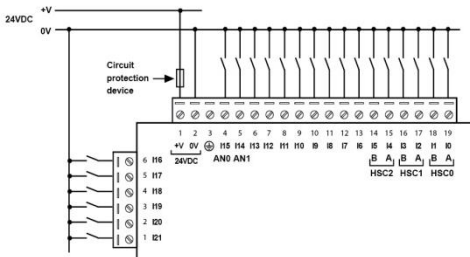 +V
24VDC
0V
Circuit
protection
device
1 2 3 4 5 6 7 8 9 10 11 12 13 14 15 16 17 18 19
+V 0V I15 I14 I13 I12 I11 I10 I9 I8 I7 I6 I5 I4 I3 I2 I1 I0
24VDC AN0 AN1 B A B A B A
HSC2 HSC1 HSC0
6 I16
5 I17
4 I18
3 I19
2 I20
1 I21